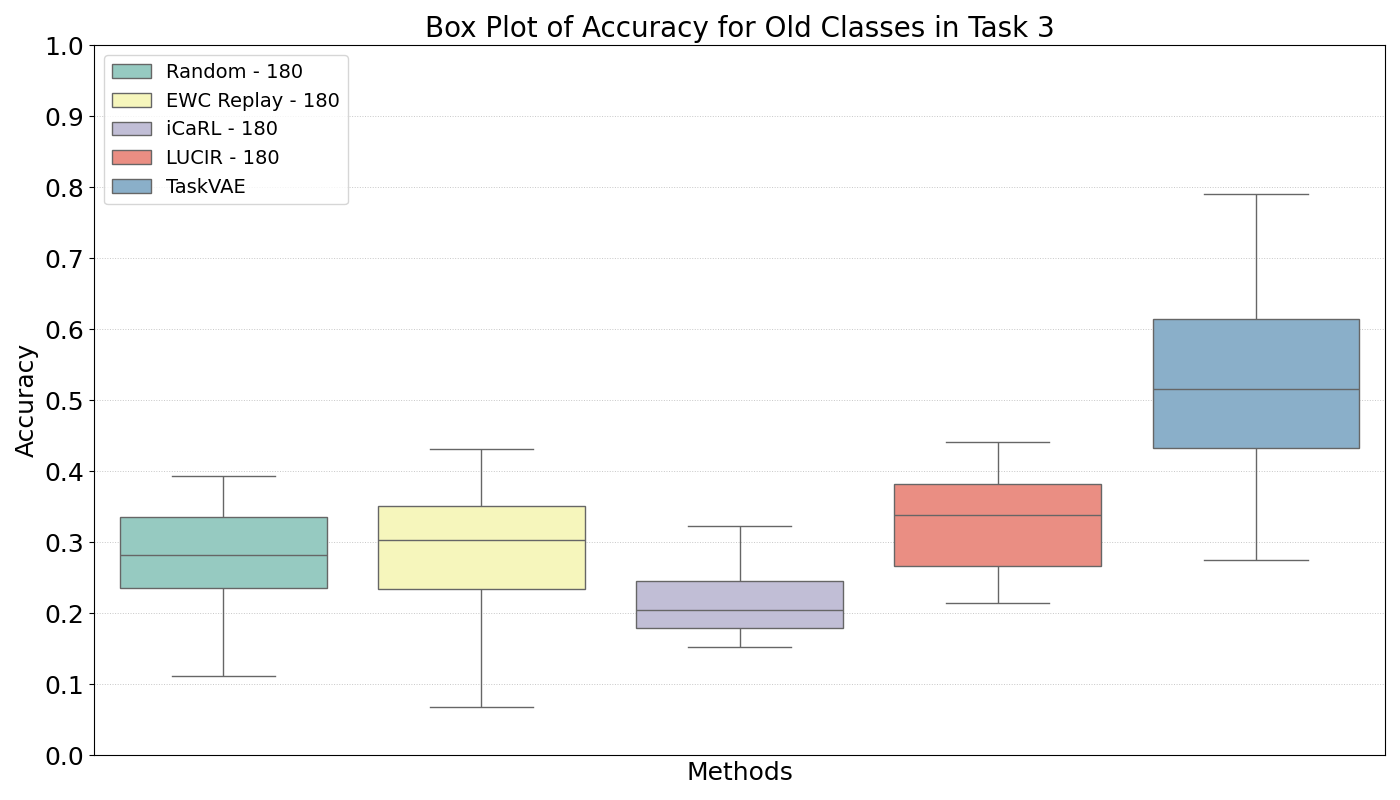 Box Plot of Accuracy for Old Classes in Task 3
1.0
0.9
0.8
0.7
0.6
0.5
0.4
0.3
0.2
0.1
0.0
Accuracy
Random - 180
EWC Replay - 180
iCaRL - 180
LUCIR - 180
TaskVAE
Methods